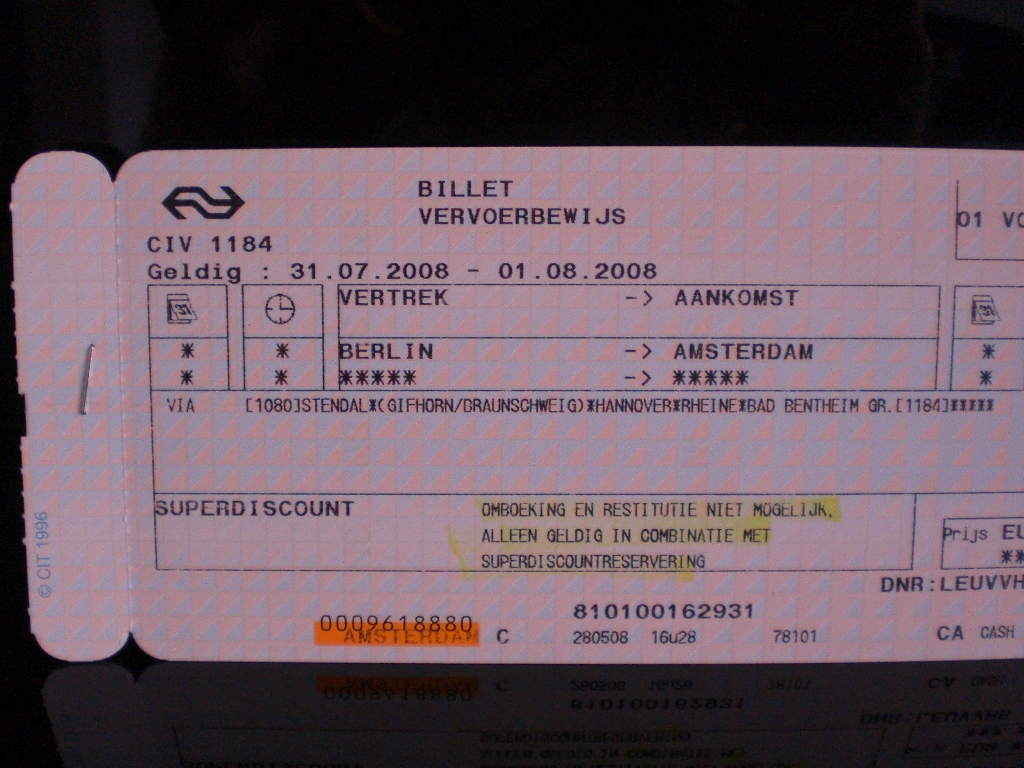 BILLET
VERVOERBEWIJS
01 VO
CIV 1184
Geldig : 31.07.2008 - 01.08.2008
VERTREK -> AANKOMST
* * BERLIN -> AMSTERDAM *
* * ***** -> ***** *
VIA [1080]STENDAL*(GIFHORN/BRAUNSCHWEIG)*HANNOVER*RHEINE*BAD BENTHEIM GR.[1184]*****
SUPERDISCOUNT
OMBOEKING EN RESTITUTIE NIET MOGELIJK,
ALLEEN GELDIG IN COMBINATIE MET
SUPERDISCOUNTRESERVERING
Prijs EU
**
DNR:LEUVVH
810100162931
0009618880
AMSTERDAM C 280508 16u28 78101 CA CASH
© CIT 1996